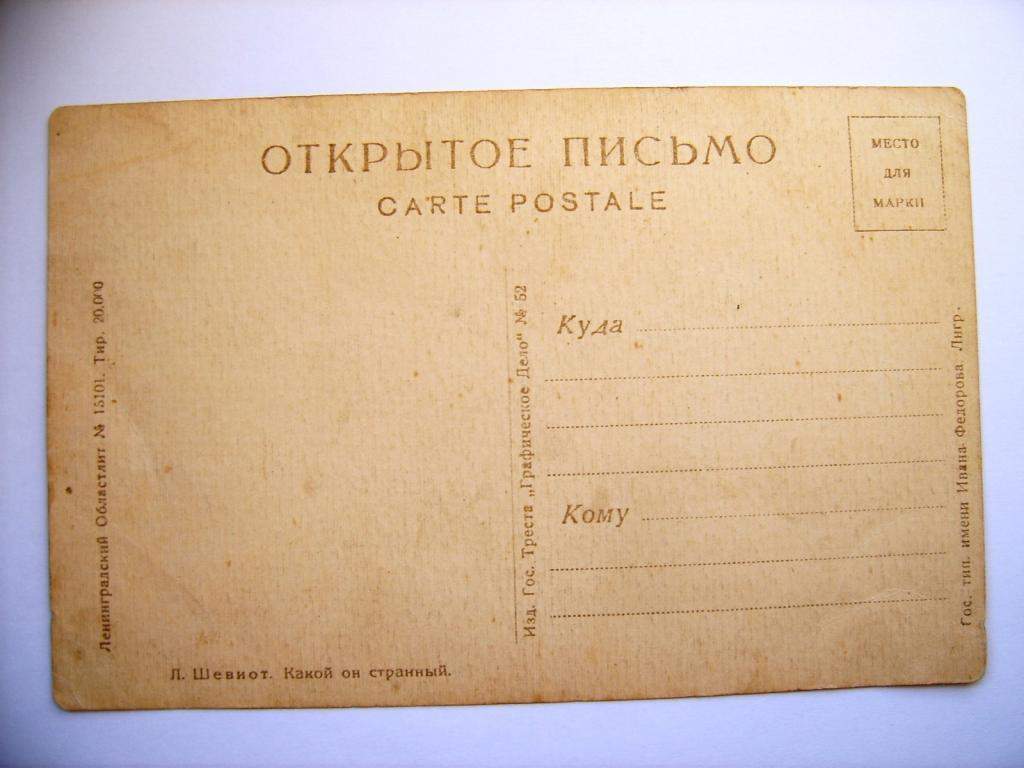 ОТКРЫТОЕ ПИСЬМО
CARTE POSTALE
МЕСТО
ДЛЯ
МАРКИ
Ленинградский Областлит № 15101. Тир. 20.000
Изд. Гос. Треста „Графическое Дело“ № 52
Куда
Кому
Гос. тип. имени Ивана Федорова. Лнгр.
Л. Шевиот. Какой он странный.